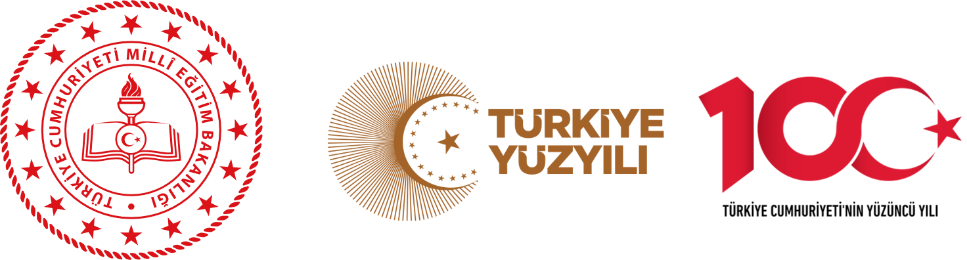 TÜRKİYE CUMHURİYETİ MİLLÎ EĞİTİM BAKANLIĞI
TÜRKİYE
YÜZYILI
100
TÜRKİYE CUMHURİYETİ'NİN YÜZÜNCÜ YILI